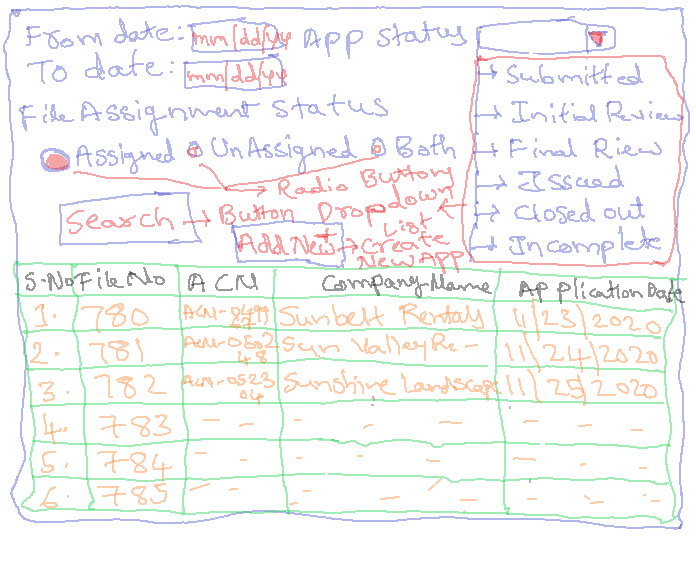 From date: mm/dd/yy App status
To date: mm/dd/yy
File Assignment Status
Assigned UnAssigned Both
Radio Button
Search Button Dropdown List
Add New Create New APP
Submitted
Initial Review
Final Riew
Issued
Closed out
Incomplete
S.No File No ACN Company Name Application Date
1. 780 Sunbelt Rentals 11/23/2020
2. 781 ACN-0502 48 Sun Valley Re- 11/24/2020
3. 782 ACN-0523 04 Sunshine Landscape 11/25/2020
4. 783 - - - - - - - -
5. 784 - - - - - - -
6. 785 - - - - - - - -